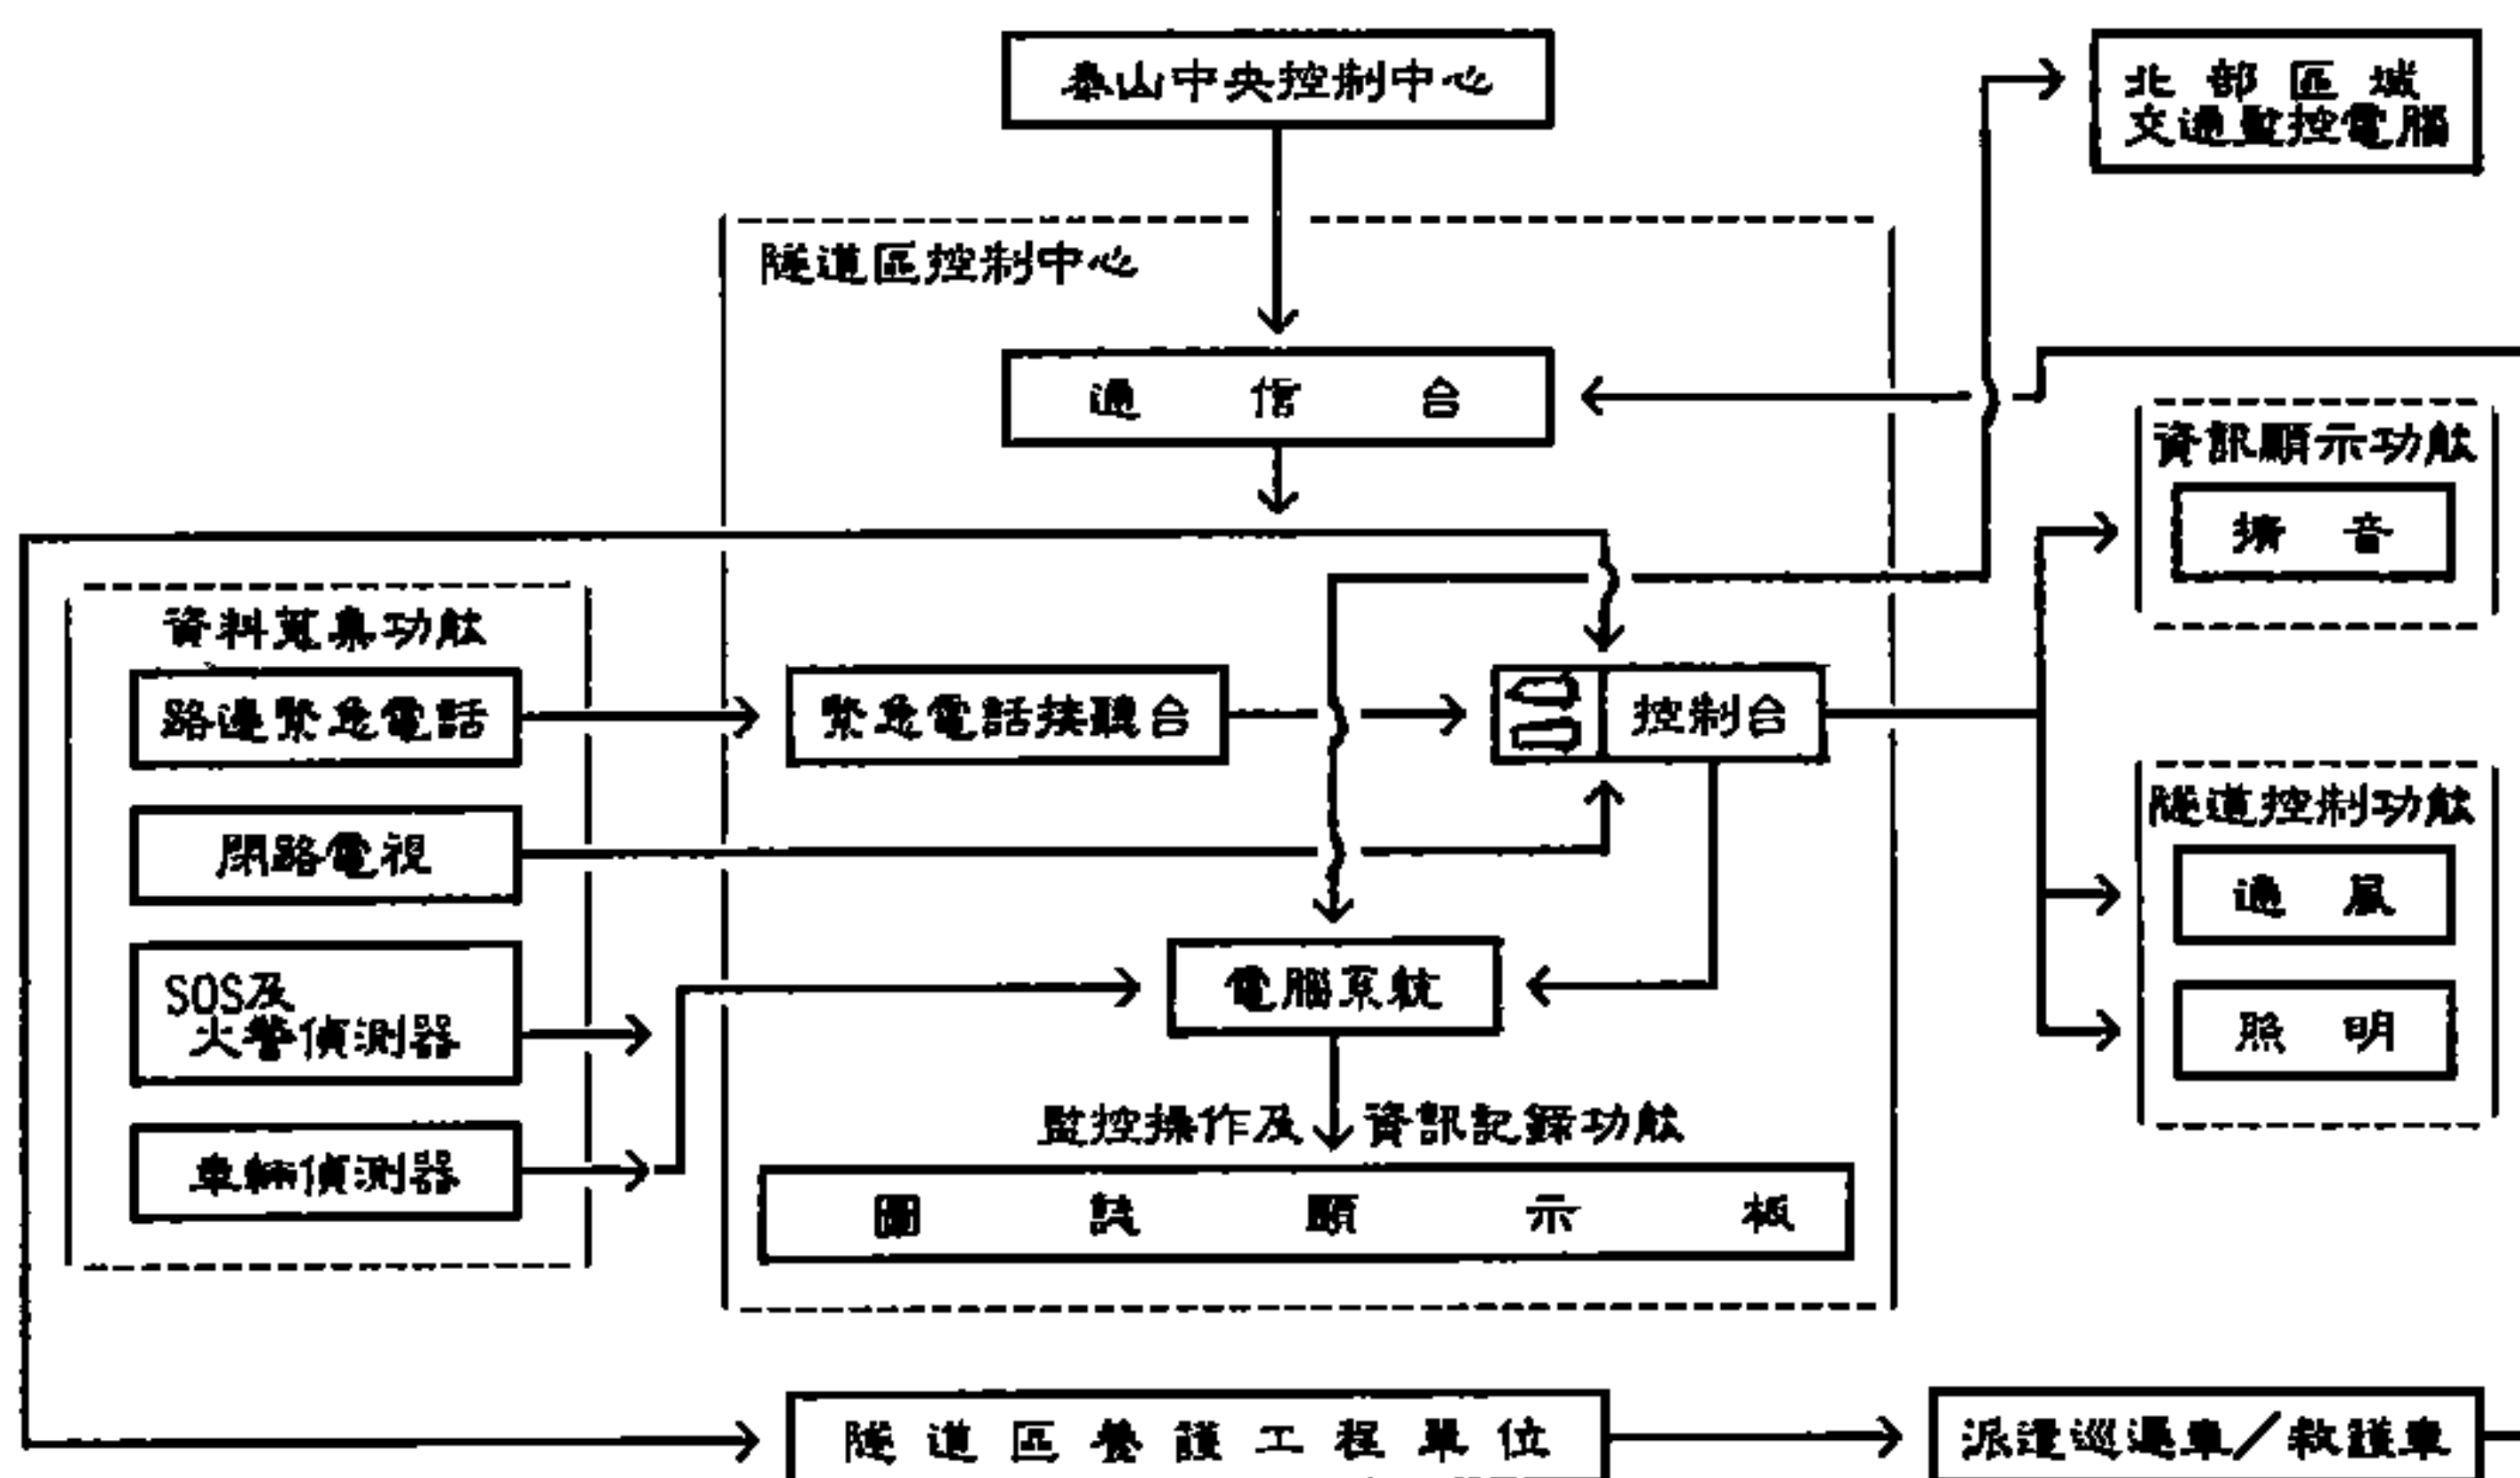 泰山中央控制中心
北部區域
交通監控電腦
隧道區控制中心
通信台
資訊顯示功能
擴音
資料蒐集功能
路邊緊急電話
緊急電話接聽台
控制台
閉路電視
隧道控制功能
通風
SOS及
火警偵測器
電腦系統
照明
監控操作及資訊記錄功能
車輛偵測器
圖誌顯示板
隧道區養護工程單位
派遣巡邏車/救護車